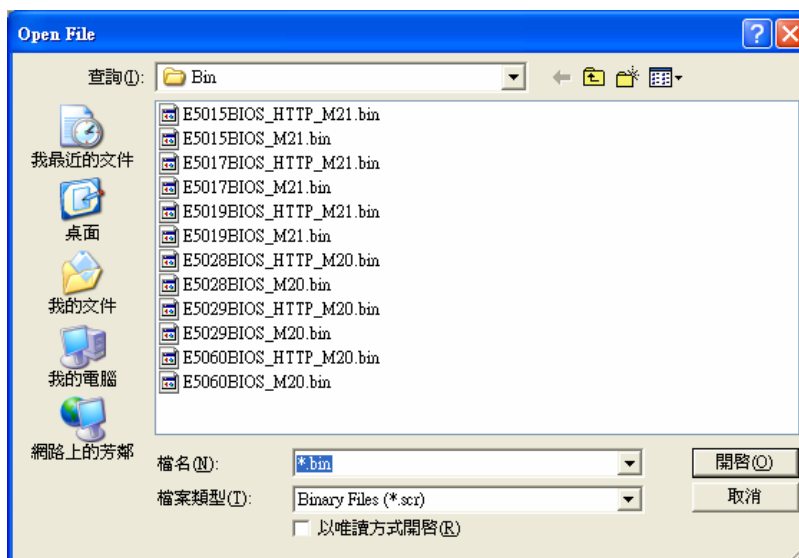 Open File
查詢(I): Bin
E5015BIOS_HTTP_M21.bin
E5015BIOS_M21.bin
E5017BIOS_HTTP_M21.bin
E5017BIOS_M21.bin
E5019BIOS_HTTP_M21.bin
E5019BIOS_M21.bin
E5028BIOS_HTTP_M20.bin
E5028BIOS_M20.bin
E5029BIOS_HTTP_M20.bin
E5029BIOS_M20.bin
E5060BIOS_HTTP_M20.bin
E5060BIOS_M20.bin
我最近的文件
桌面
我的文件
我的電腦
網路上的芳鄰
檔名(N): *.bin 開啓(O)
檔案類型(T): Binary Files (*.scr) 取消
以唯讀方式開啓(R)